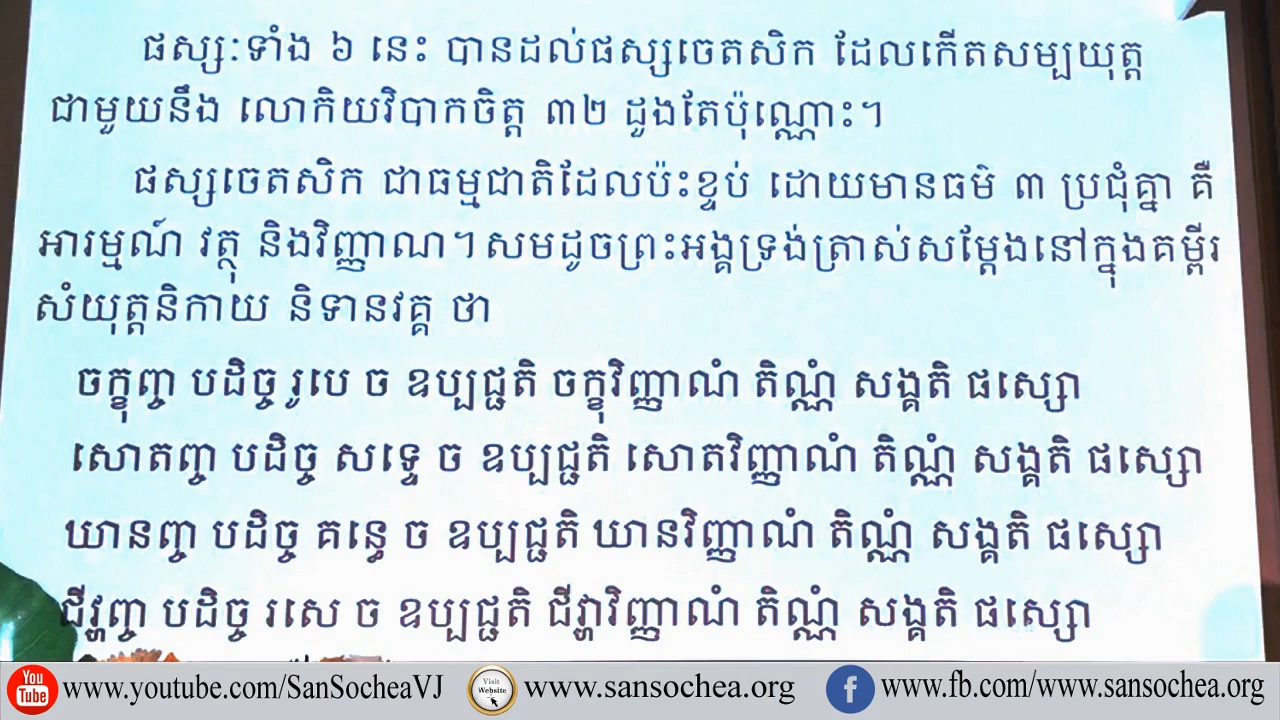 ផស្សៈទាំង ៦ នេះ បានដល់ផស្សចេតសិក ដែលកើតសម្បយុត្ត
ជាមួយនឹង លោកិយវិបាកចិត្ត ៣២ ដួងតែប៉ុណ្ណោះ។
ផស្សចេតសិក ជាធម្មជាតិដែលប៉ះខ្ទប់ ដោយមានធម៌ ៣ ប្រជុំគ្នា គឺ
អារម្មណ៍ វត្ថុ និងវិញ្ញាណ។ សមដូចព្រះអង្គទ្រង់ត្រាស់សម្តែងនៅក្នុងគម្ពីរ
សំយុត្តនិកាយ និទានវគ្គ ថា
ចក្ខុញ្ច បដិច្ច រូបេ ច ឧប្បជ្ជតិ ចក្ខុវិញ្ញាណំ តិណ្ណំ សង្គតិ ផស្សោ
សោតញ្ច បដិច្ច សទ្ទេ ច ឧប្បជ្ជតិ សោតវិញ្ញាណំ តិណ្ណំ សង្គតិ ផស្សោ
ឃានញ្ច បដិច្ច គន្ធេ ច ឧប្បជ្ជតិ ឃានវិញ្ញាណំ តិណ្ណំ សង្គតិ ផស្សោ
ជីវ្ហញ្ច បដិច្ច រសេ ច ឧប្បជ្ជតិ ជីវ្ហាវិញ្ញាណំ តិណ្ណំ សង្គតិ ផស្សោ
You Tube www.youtube.com/SanSocheaVJ Visit Website www.sansochea.org f www.fb.com/www.sansochea.org